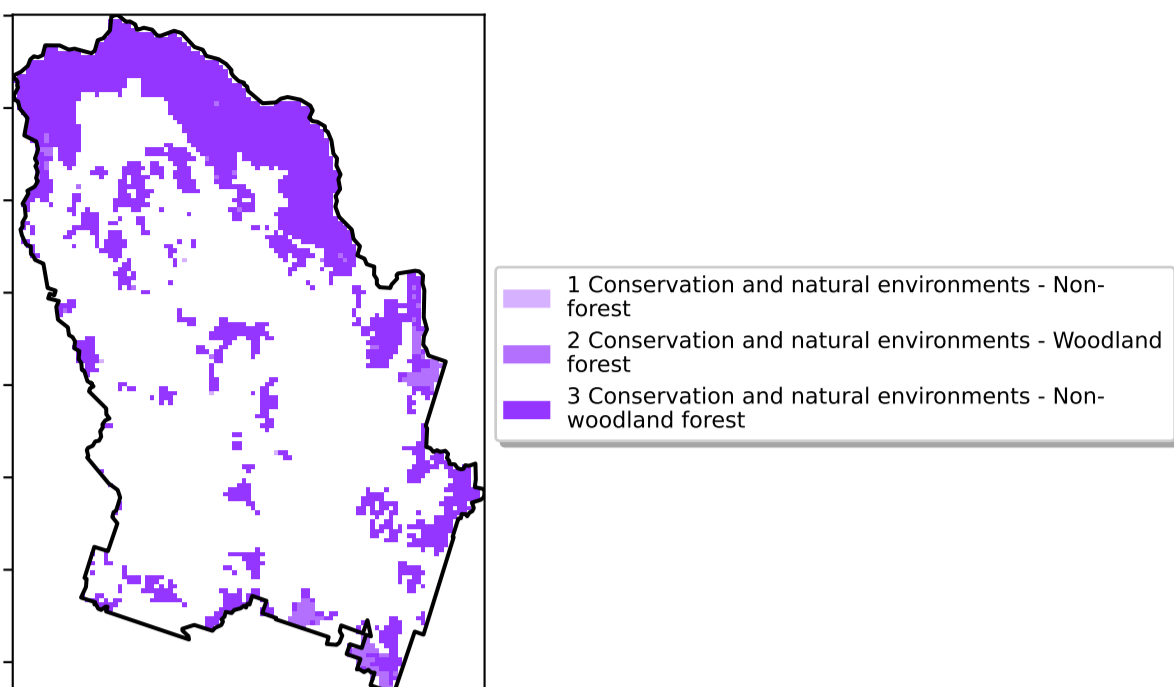 1 Conservation and natural environments - Non-
forest
2 Conservation and natural environments - Woodland
forest
3 Conservation and natural environments - Non-
woodland forest